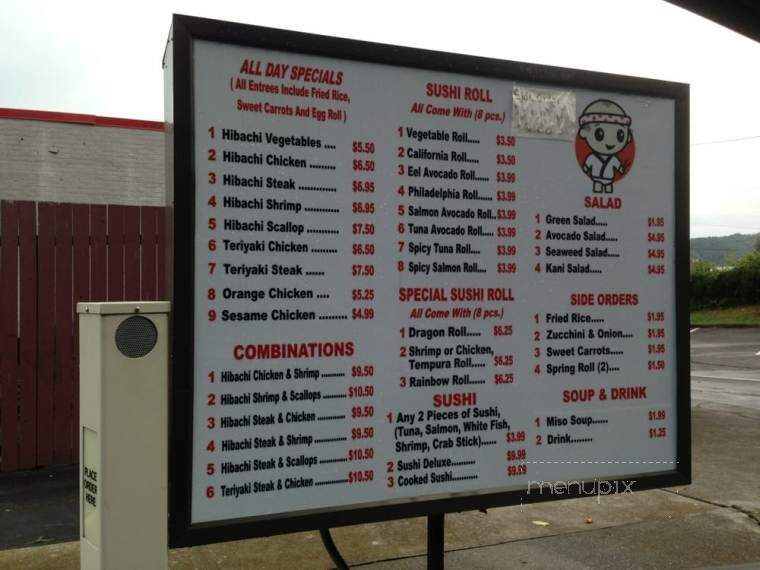 ALL DAY SPECIALS
( All Entrees Include Fried Rice,
Sweet Carrots And Egg Roll )
1 Hibachi Vegetables .... $5.50
2 Hibachi Chicken ......... $6.50
3 Hibachi Steak ............. $6.95
4 Hibachi Shrimp ............ $6.95
5 Hibachi Scallop ........... $7.50
6 Teriyaki Chicken ......... $6.50
7 Teriyaki Steak ...... $7.50
8 Orange Chicken .... $5.25
9 Sesame Chicken ......... $4.99
COMBINATIONS
1 Hibachi Chicken & Shrimp .......... $9.50
2 Hibachi Shrimp & Scallops ......... $10.50
3 Hibachi Steak & Chicken ............ $9.50
4 Hibachi Steak & Shrimp ............. $9.50
5 Hibachi Steak & Scallops ........... $10.50
6 Teriyaki Steak & Chicken ........... $10.50
SUSHI ROLL
All Come With (8 pcs.)
1 Vegetable Roll..... $3.50
2 California Roll..... $3.50
3 Eel Avocado Roll...... $3.99
4 Philadelphia Roll..... $3.99
5 Salmon Avocado Roll.. $3.99
6 Tuna Avocado Roll...... $3.99
7 Spicy Tuna Roll.... $3.99
8 Spicy Salmon Roll.... $3.99
SPECIAL SUSHI ROLL
All Come With (8 pcs.)
1 Dragon Roll..... $6.25
2 Shrimp or Chicken,
Tempura Roll..... $6.25
3 Rainbow Roll...... $6.25
SUSHI
1 Any 2 Pieces of Sushi,
(Tuna, Salmon, White Fish,
Shrimp, Crab Stick)...... $3.99
2 Sushi Deluxe.......... $9.99
3 Cooked Sushi........... $9.99
SALAD
1 Green Salad..... $1.95
2 Avocado Salad..... $4.95
3 Seaweed Salad..... $4.95
4 Kani Salad..... $4.95
SIDE ORDERS
1 Fried Rice..... $1.95
2 Zucchini & Onion.... $1.95
3 Sweet Carrots..... $1.95
4 Spring Roll (2).... $1.50
SOUP & DRINK
1 Miso Soup...... $1.99
2 Drink........ $1.25
PLACE
ORDER
HERE
menupix